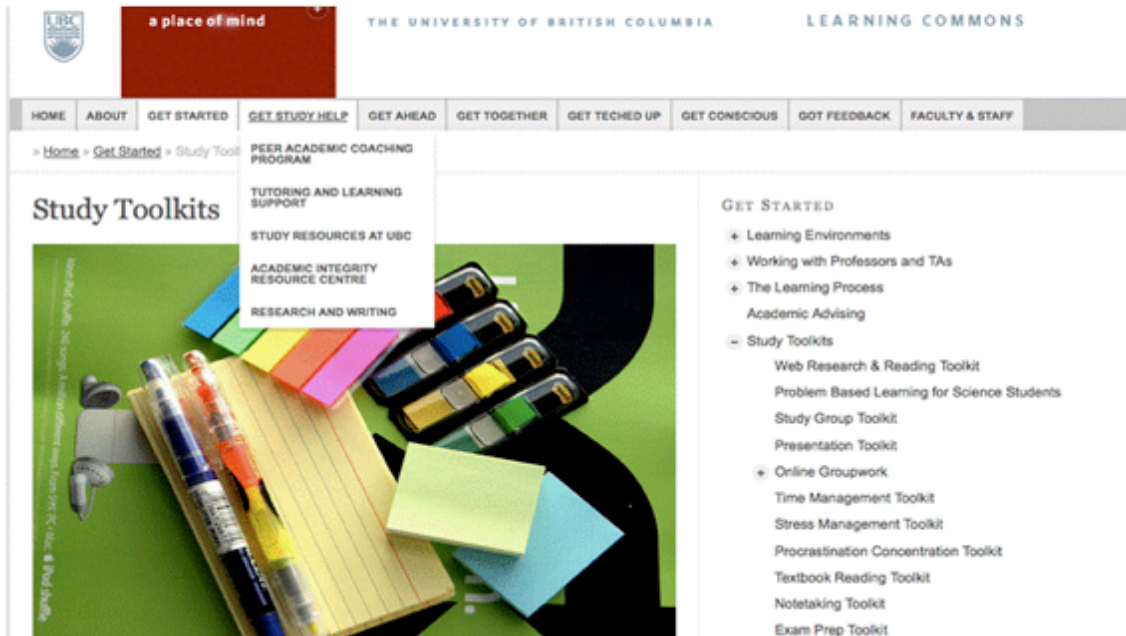 UBC
a place of mind
THE UNIVERSITY OF BRITISH COLUMBIA
LEARNING COMMONS
HOME ABOUT GET STARTED GET STUDY HELP GET AHEAD GET TOGETHER GET TECHED UP GET CONSCIOUS GOT FEEDBACK FACULTY & STAFF
» Home » Get Started » Study Tool
PEER ACADEMIC COACHING
PROGRAM
TUTORING AND LEARNING
SUPPORT
STUDY RESOURCES AT UBC
ACADEMIC INTEGRITY
RESOURCE CENTRE
RESEARCH AND WRITING
Study Toolkits
GET STARTED
+ Learning Environments
+ Working with Professors and TAs
+ The Learning Process
Academic Advising
– Study Toolkits
Web Research & Reading Toolkit
Problem Based Learning for Science Students
Study Group Toolkit
Presentation Toolkit
+ Online Groupwork
Time Management Toolkit
Stress Management Toolkit
Procrastination Concentration Toolkit
Textbook Reading Toolkit
Notetaking Toolkit
Exam Prep Toolkit
iPod shuffle